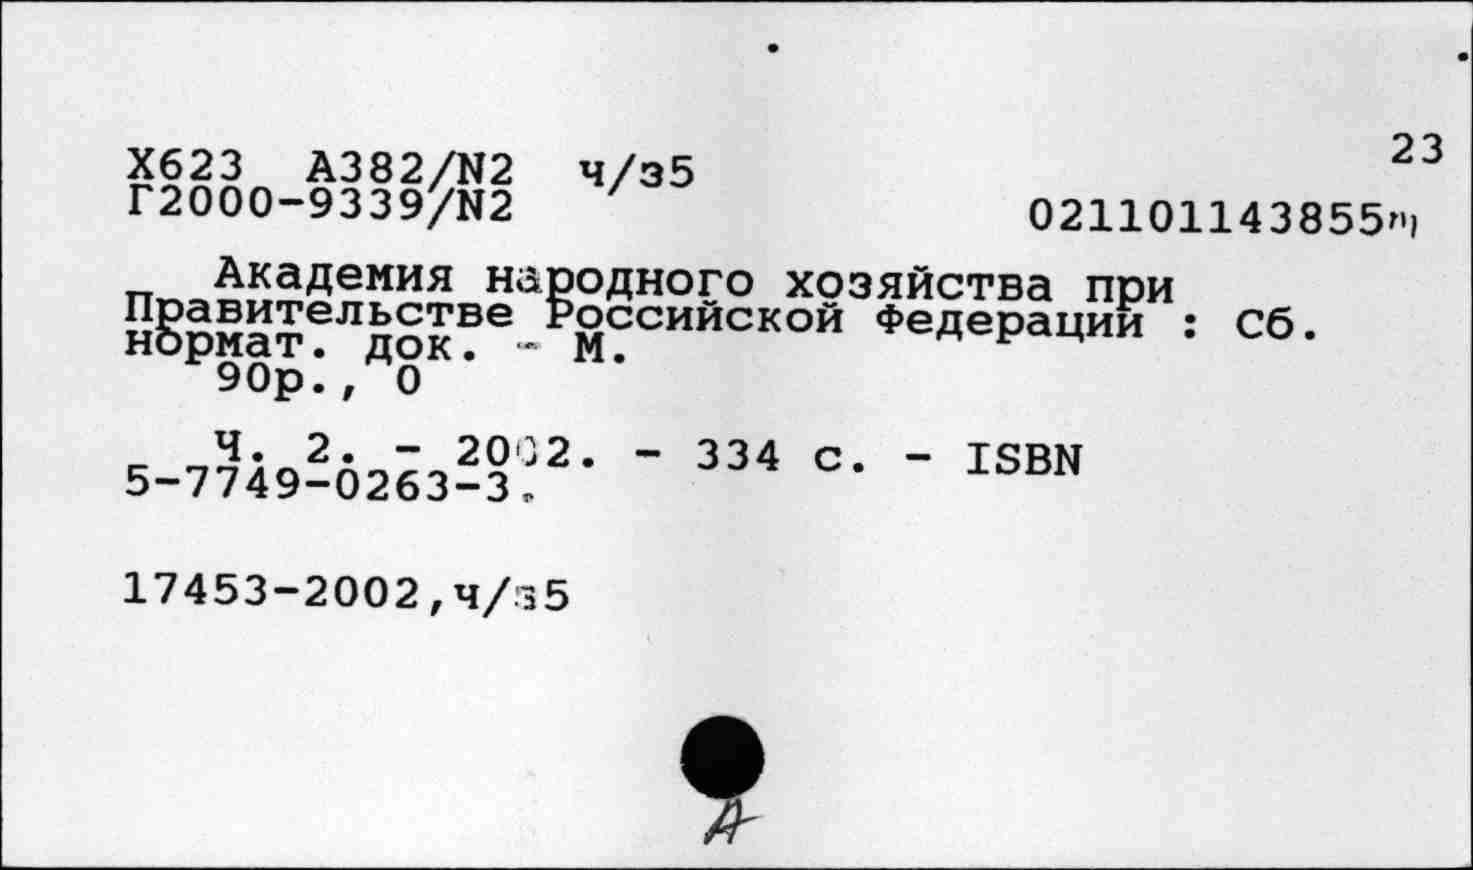 23
Х623 А382/N2 ч/з5
Г2000-9339/N2
021101143855
Академия народного хозяйства при
Правительстве Российской Федерации : Сб.
нормат. док. - М.
90р., 0
Ч. 2. - 2002. - 334 с. - ISBN
5-7749-0263-3.
17453-2002,ч/з5